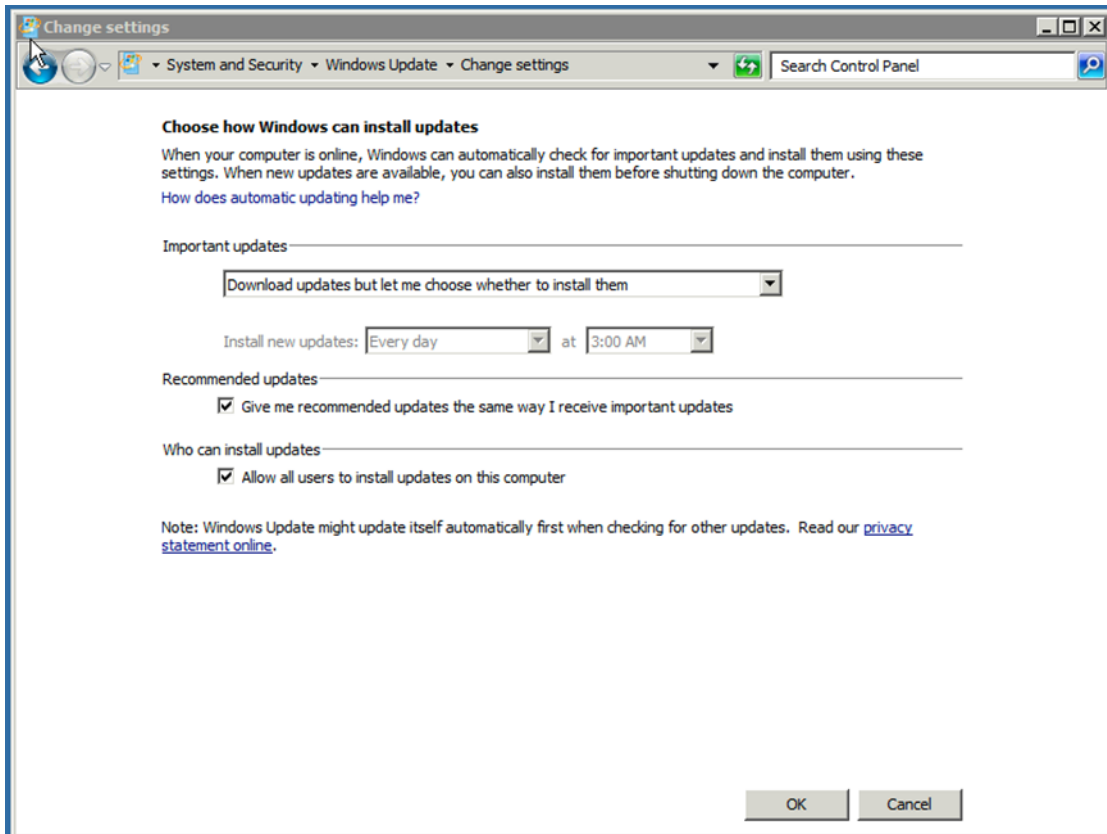 Change settings
System and Security Windows Update Change settings Search Control Panel
Choose how Windows can install updates
When your computer is online, Windows can automatically check for important updates and install them using these
settings. When new updates are available, you can also install them before shutting down the computer.
How does automatic updating help me?
Important updates
Download updates but let me choose whether to install them
Install new updates: Every day at 3:00 AM
Recommended updates
Give me recommended updates the same way I receive important updates
Who can install updates
Allow all users to install updates on this computer
Note: Windows Update might update itself automatically first when checking for other updates. Read our privacy
statement online.
OK Cancel